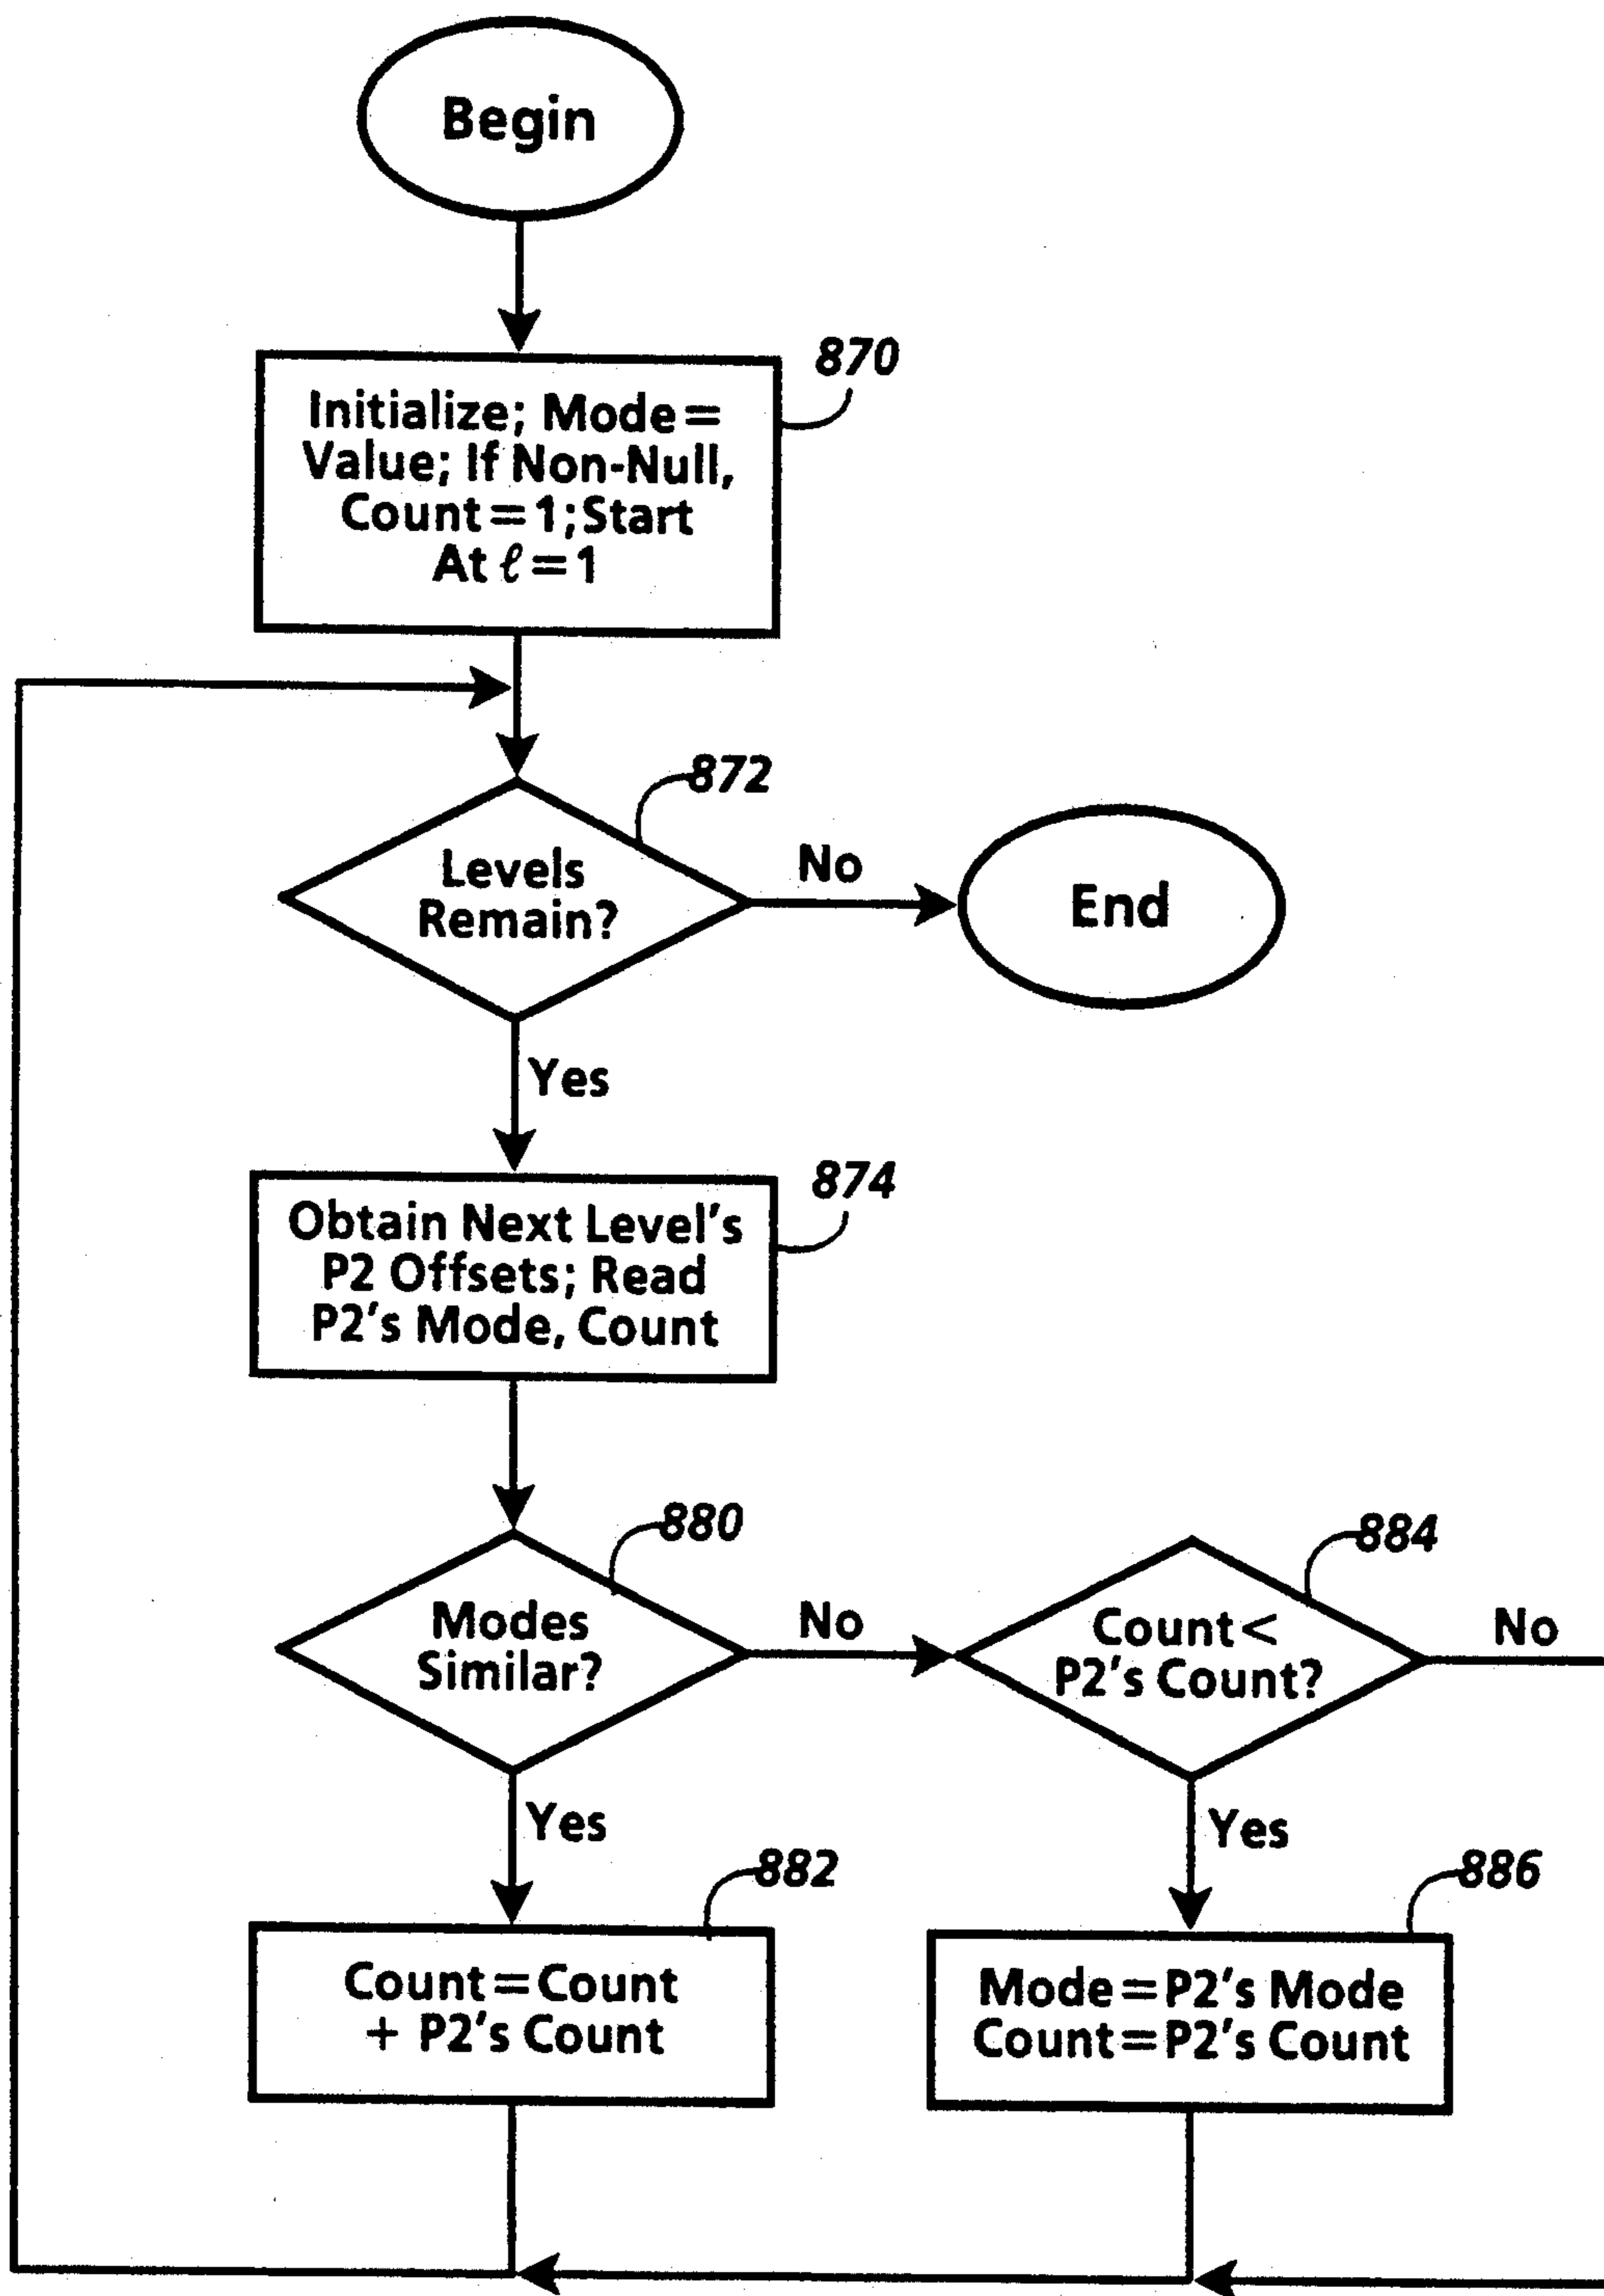 Begin
870
Initialize; Mode=
Value; If Non-Null,
Count=1;Start
At ℓ=1
872
Levels
Remain?
No
End
Yes
874
Obtain Next Level's
P2 Offsets; Read
P2's Mode, Count
880
Modes
Similar?
No
884
Count<
P2's Count?
No
Yes
Yes
882
Count=Count
+ P2's Count
886
Mode=P2's Mode
Count=P2's Count